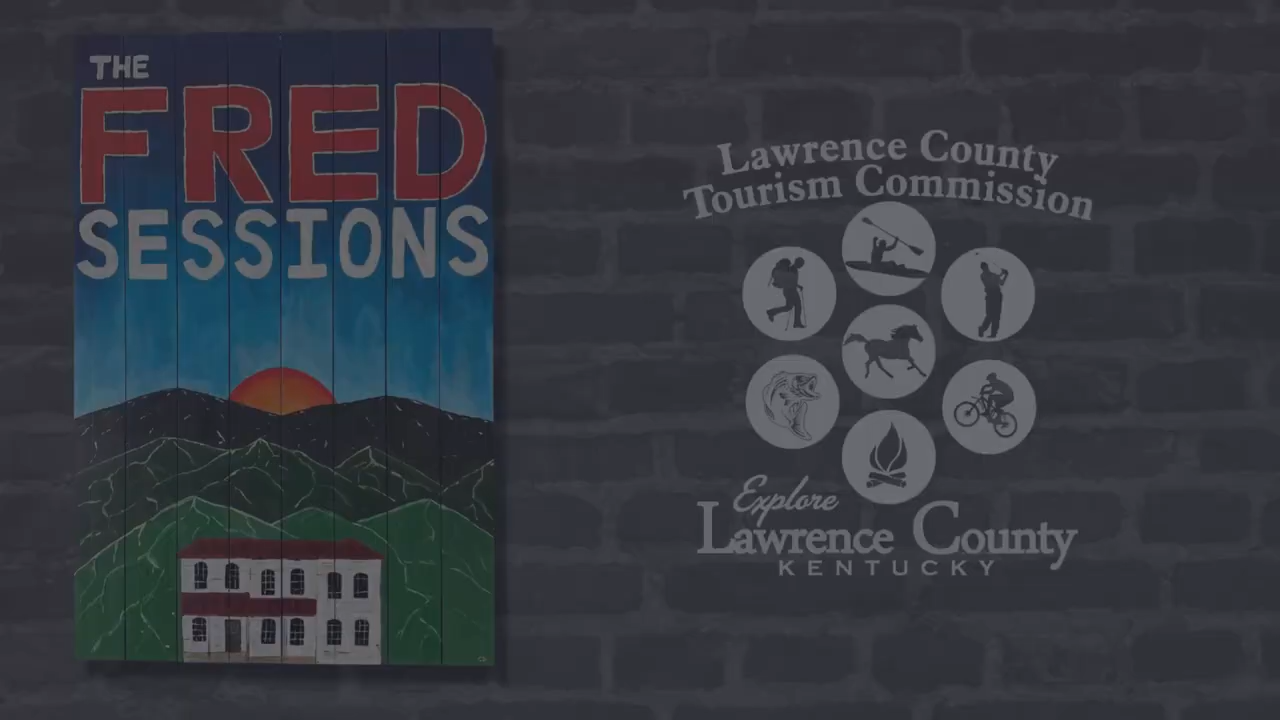 THE
FRED
SESSIONS
Lawrence County
Tourism Commission
Explore
Lawrence County
KENTUCKY